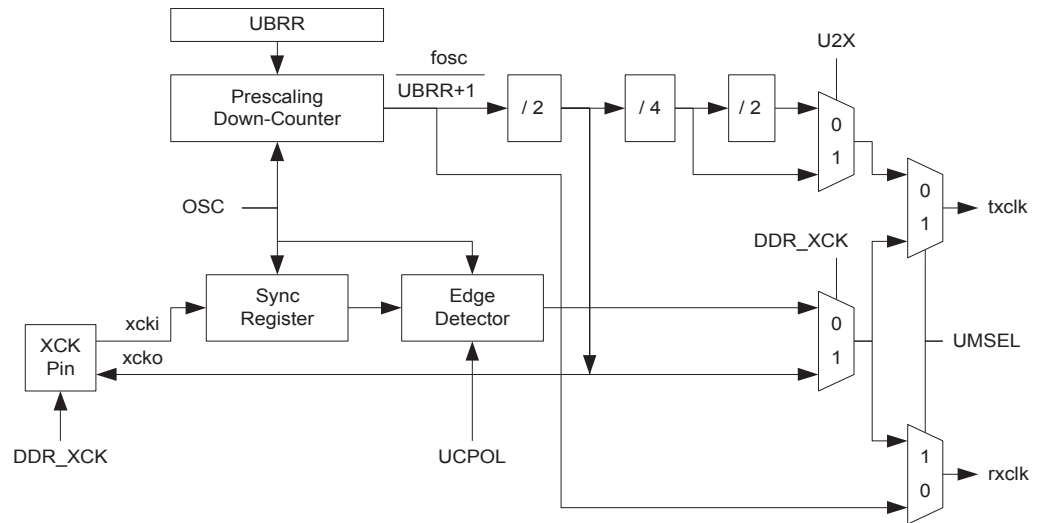 UBRR
U2X
fosc
UBRR+1
Prescaling
Down-Counter
/ 2
/ 4
/ 2
0
1
OSC
0
1
txclk
DDR_XCK
Sync
Register
Edge
Detector
xcki
xcko
XCK
Pin
0
1
UMSEL
DDR_XCK
UCPOL
1
0
rxclk